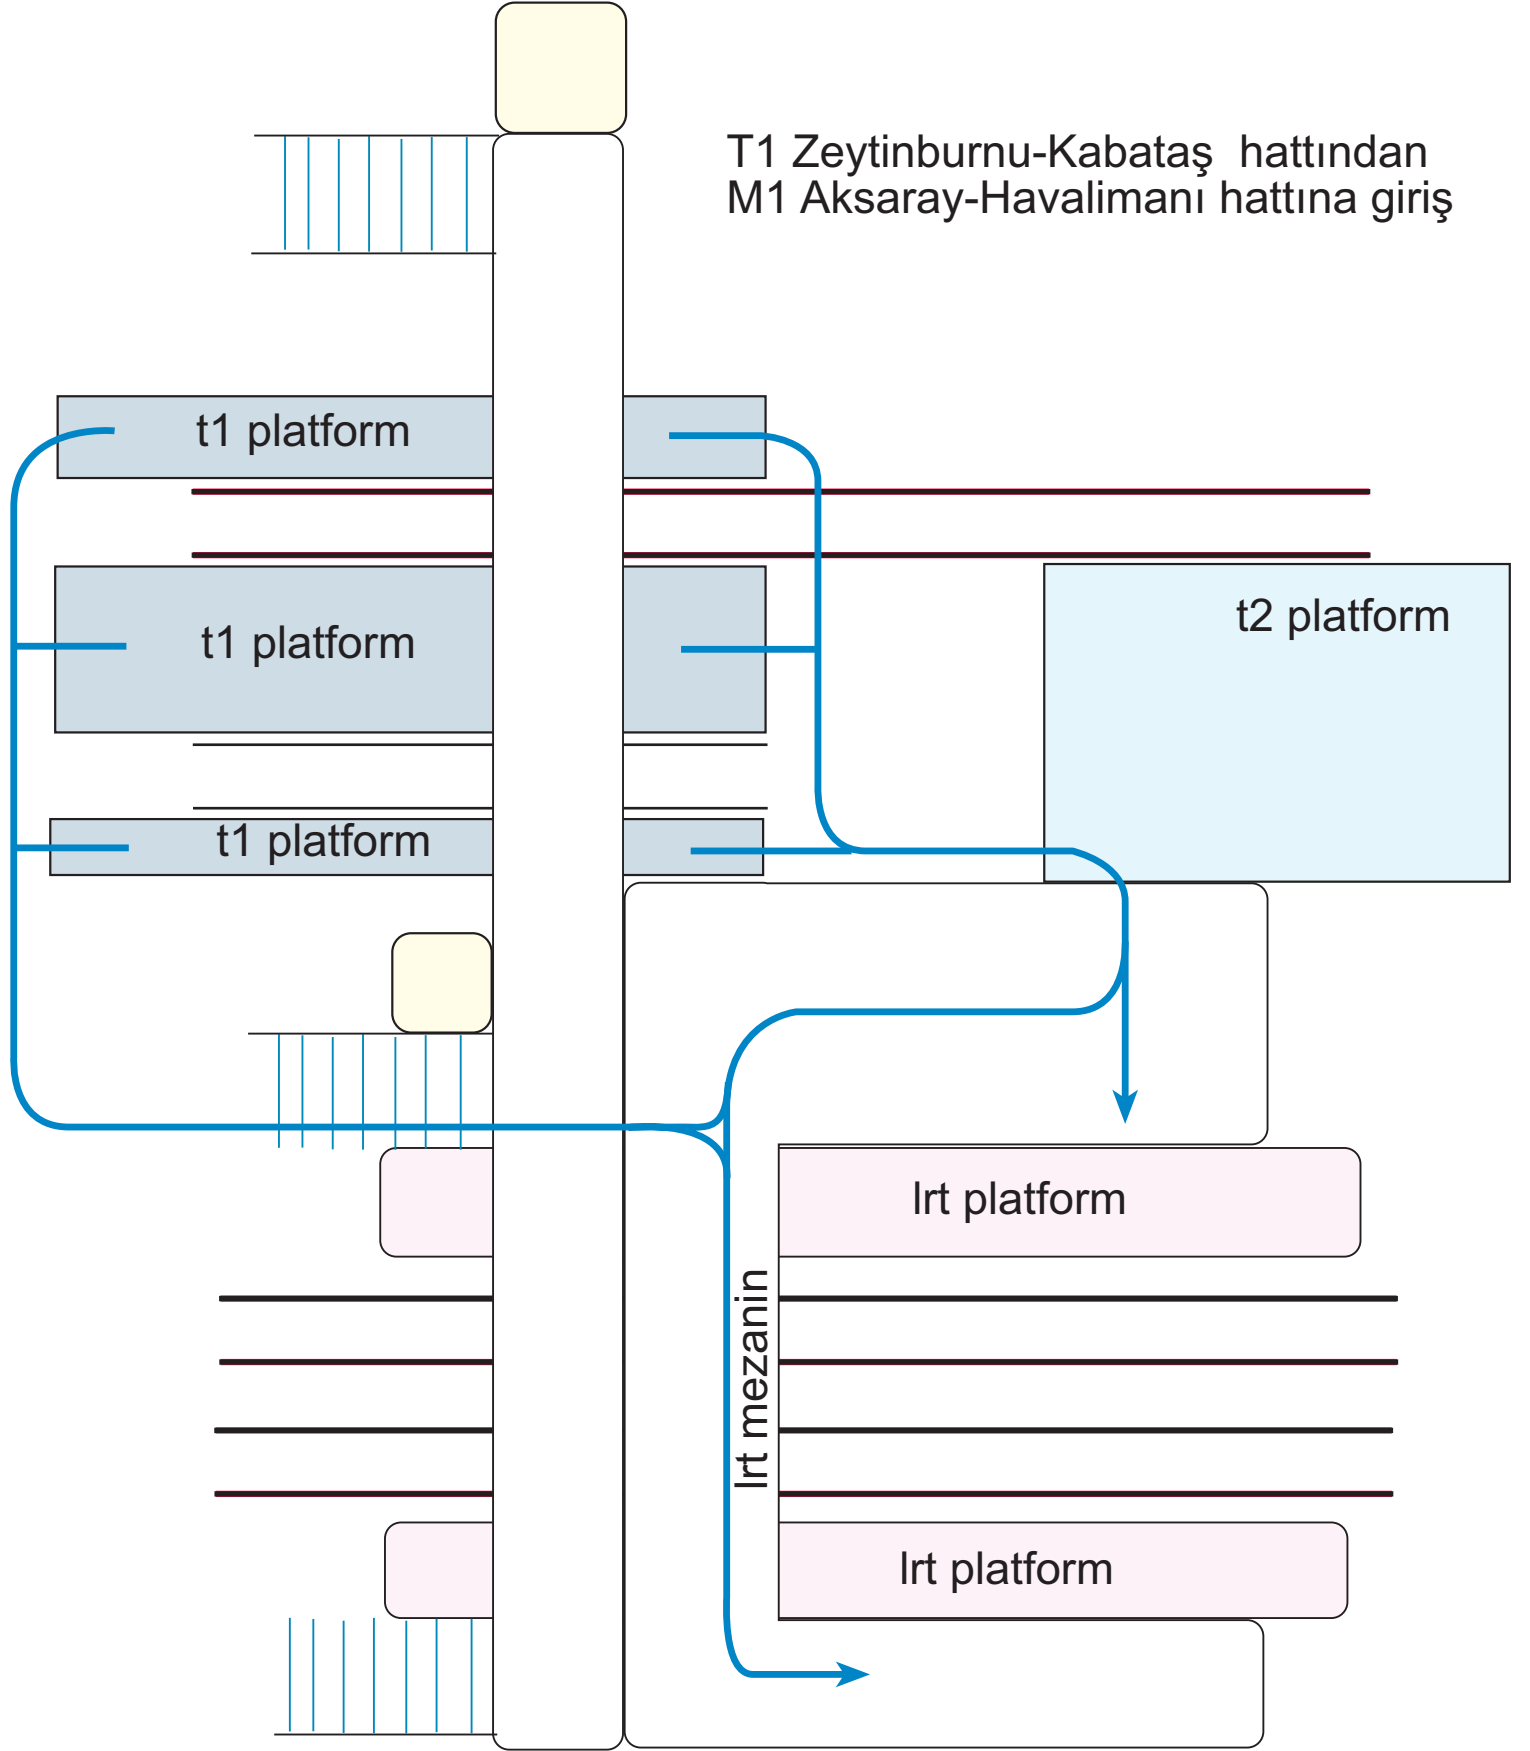 T1 Zeytinburnu-Kabataş hattından
M1 Aksaray-Havalimanı hattına giriş
t1 platform
t1 platform
t2 platform
t1 platform
lrt platform
lrt mezanin
lrt platform